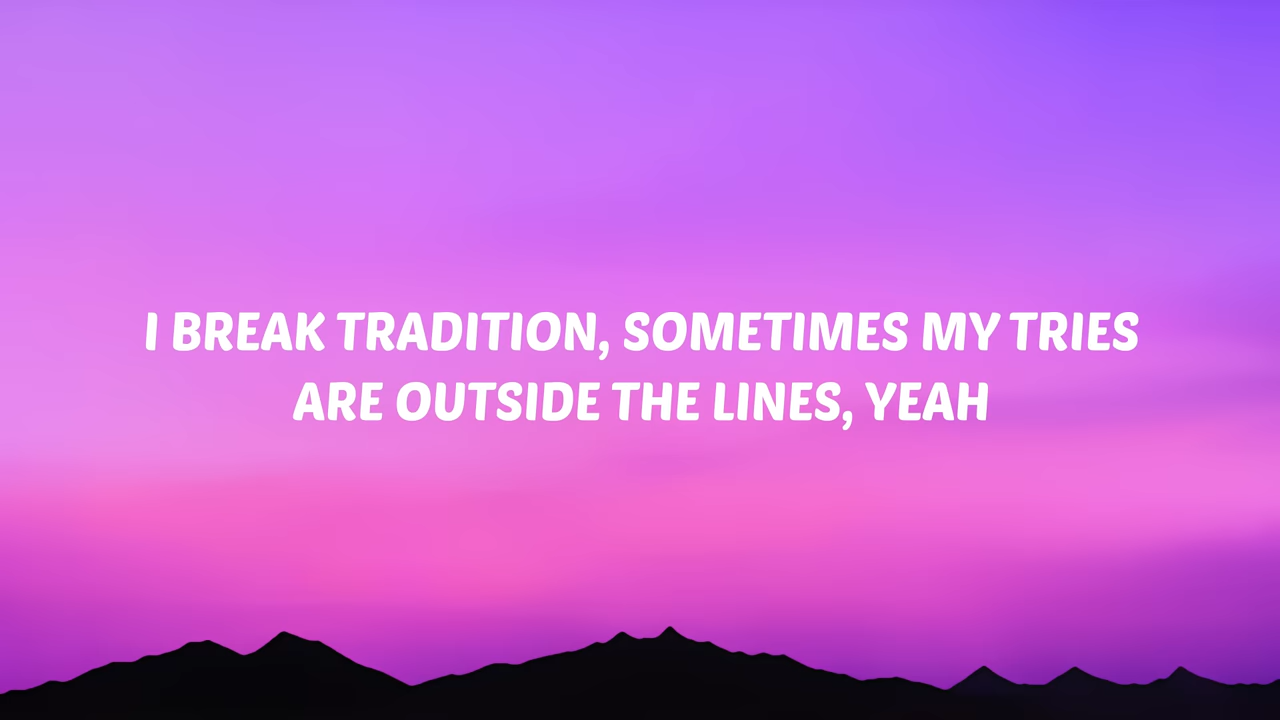 I BREAK TRADITION, SOMETIMES MY TRIES
ARE OUTSIDE THE LINES, YEAH